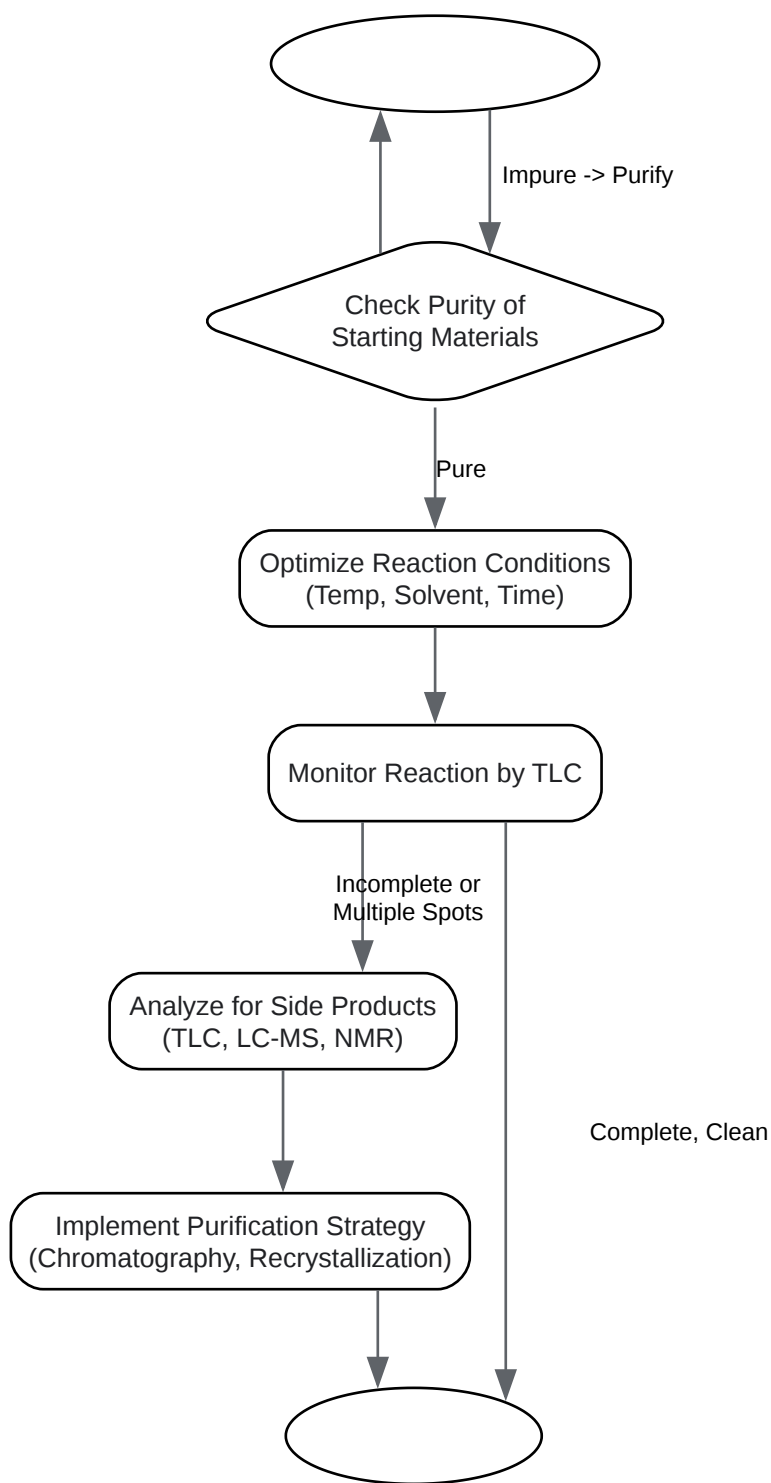 Impure -> Purify
Check Purity of
Starting Materials
Pure
Optimize Reaction Conditions
(Temp, Solvent, Time)
Monitor Reaction by TLC
Incomplete or
Multiple Spots
Analyze for Side Products
(TLC, LC-MS, NMR)
Complete, Clean
Implement Purification Strategy
(Chromatography, Recrystallization)